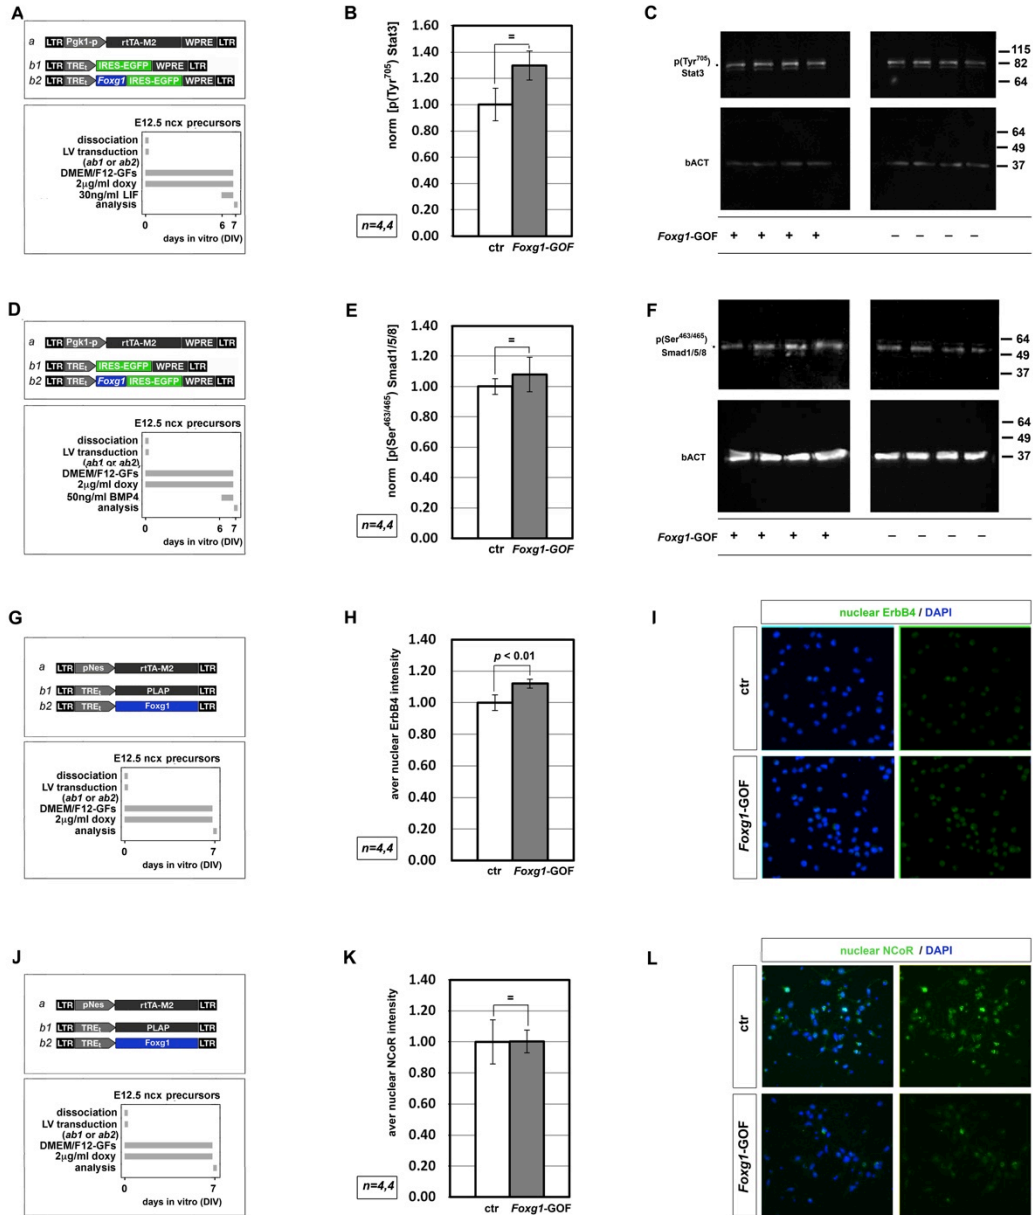 A
a LTR Pgk1-p rtTA-M2 WPRE LTR
b1 LTR TREt IRES-EGFP WPRE LTR
b2 LTR TREt Foxg1 IRES-EGFP WPRE LTR
E12.5 ncx precursors
dissociation
LV transduction
(ab1 or ab2)
DMEM/F12-GFs
2μg/ml doxy
30ng/ml LIF
analysis
0 6 7
days in vitro (DIV)
B
norm [p(Tyr705) Stat3]
1.60
1.40
1.20
1.00
0.80
0.60
0.40
0.20
0.00
=
n=4,4
ctr Foxg1-GOF
C
p(Tyr705)
Stat3
115
82
64
bACT
64
49
37
Foxg1-GOF + + + + – – – –
D
a LTR Pgk1-p rtTA-M2 WPRE LTR
b1 LTR TREt IRES-EGFP WPRE LTR
b2 LTR TREt Foxg1 IRES-EGFP WPRE LTR
E12.5 ncx precursors
dissociation
LV transduction
(ab1 or ab2)
DMEM/F12-GFs
2μg/ml doxy
50ng/ml BMP4
analysis
0 6 7
days in vitro (DIV)
E
norm [p(Ser463/465) Smad1/5/8]
1.40
1.20
1.00
0.80
0.60
0.40
0.20
0.00
=
n=4,4
ctr Foxg1-GOF
F
p(Ser463/465)
Smad1/5/8
64
49
37
bACT
64
49
37
Foxg1-GOF + + + + – – – –
G
a LTR pNes rtTA-M2 LTR
b1 LTR TREt PLAP LTR
b2 LTR TREt Foxg1 LTR
E12.5 ncx precursors
dissociation
LV transduction
(ab1 or ab2)
DMEM/F12-GFs
2μg/ml doxy
analysis
0 7
days in vitro (DIV)
H
aver nuclear ErbB4 intensity
1.40
1.20
1.00
0.80
0.60
0.40
0.20
0.00
p < 0.01
n=4,4
ctr Foxg1-GOF
I
nuclear ErbB4 / DAPI
ctr
Foxg1-GOF
J
a LTR pNes rtTA-M2 LTR
b1 LTR TREt PLAP LTR
b2 LTR TREt Foxg1 LTR
E12.5 ncx precursors
dissociation
LV transduction
(ab1 or ab2)
DMEM/F12-GFs
2μg/ml doxy
analysis
0 7
days in vitro (DIV)
K
aver nuclear NCoR intensity
1.40
1.20
1.00
0.80
0.60
0.40
0.20
0.00
=
n=4,4
ctr Foxg1-GOF
L
nuclear NCoR / DAPI
ctr
Foxg1-GOF